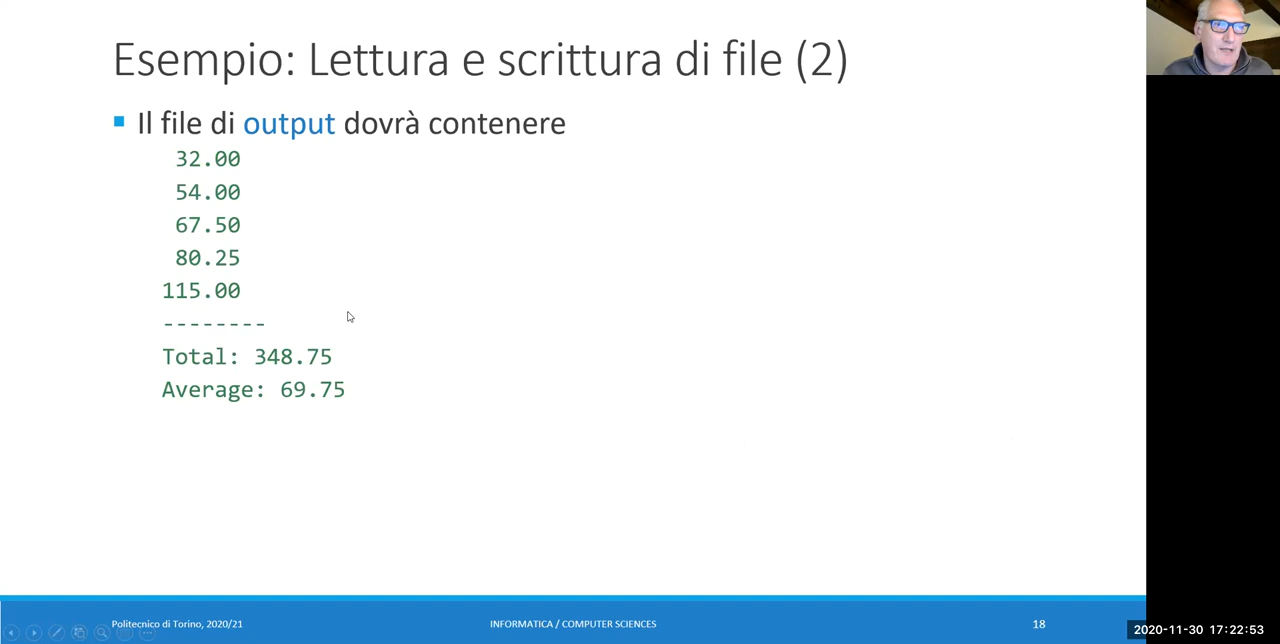 Esempio: Lettura e scrittura di file (2)
Il file di output dovrà contenere
32.00
54.00
67.50
80.25
115.00
--------
Total: 348.75
Average: 69.75
Politecnico di Torino, 2020/21
INFORMATICA / COMPUTER SCIENCES
18
2020-11-30 17:22:53